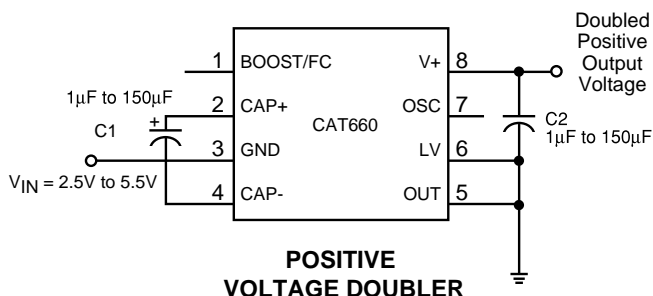 Doubled
Positive
Output
Voltage
1 BOOST/FC V+ 8
1µF to 150µF
2 CAP+ OSC 7
+
C1 CAT660 C2
1µF to 150µF
3 GND LV 6
VIN = 2.5V to 5.5V
4 CAP- OUT 5
POSITIVE
VOLTAGE DOUBLER